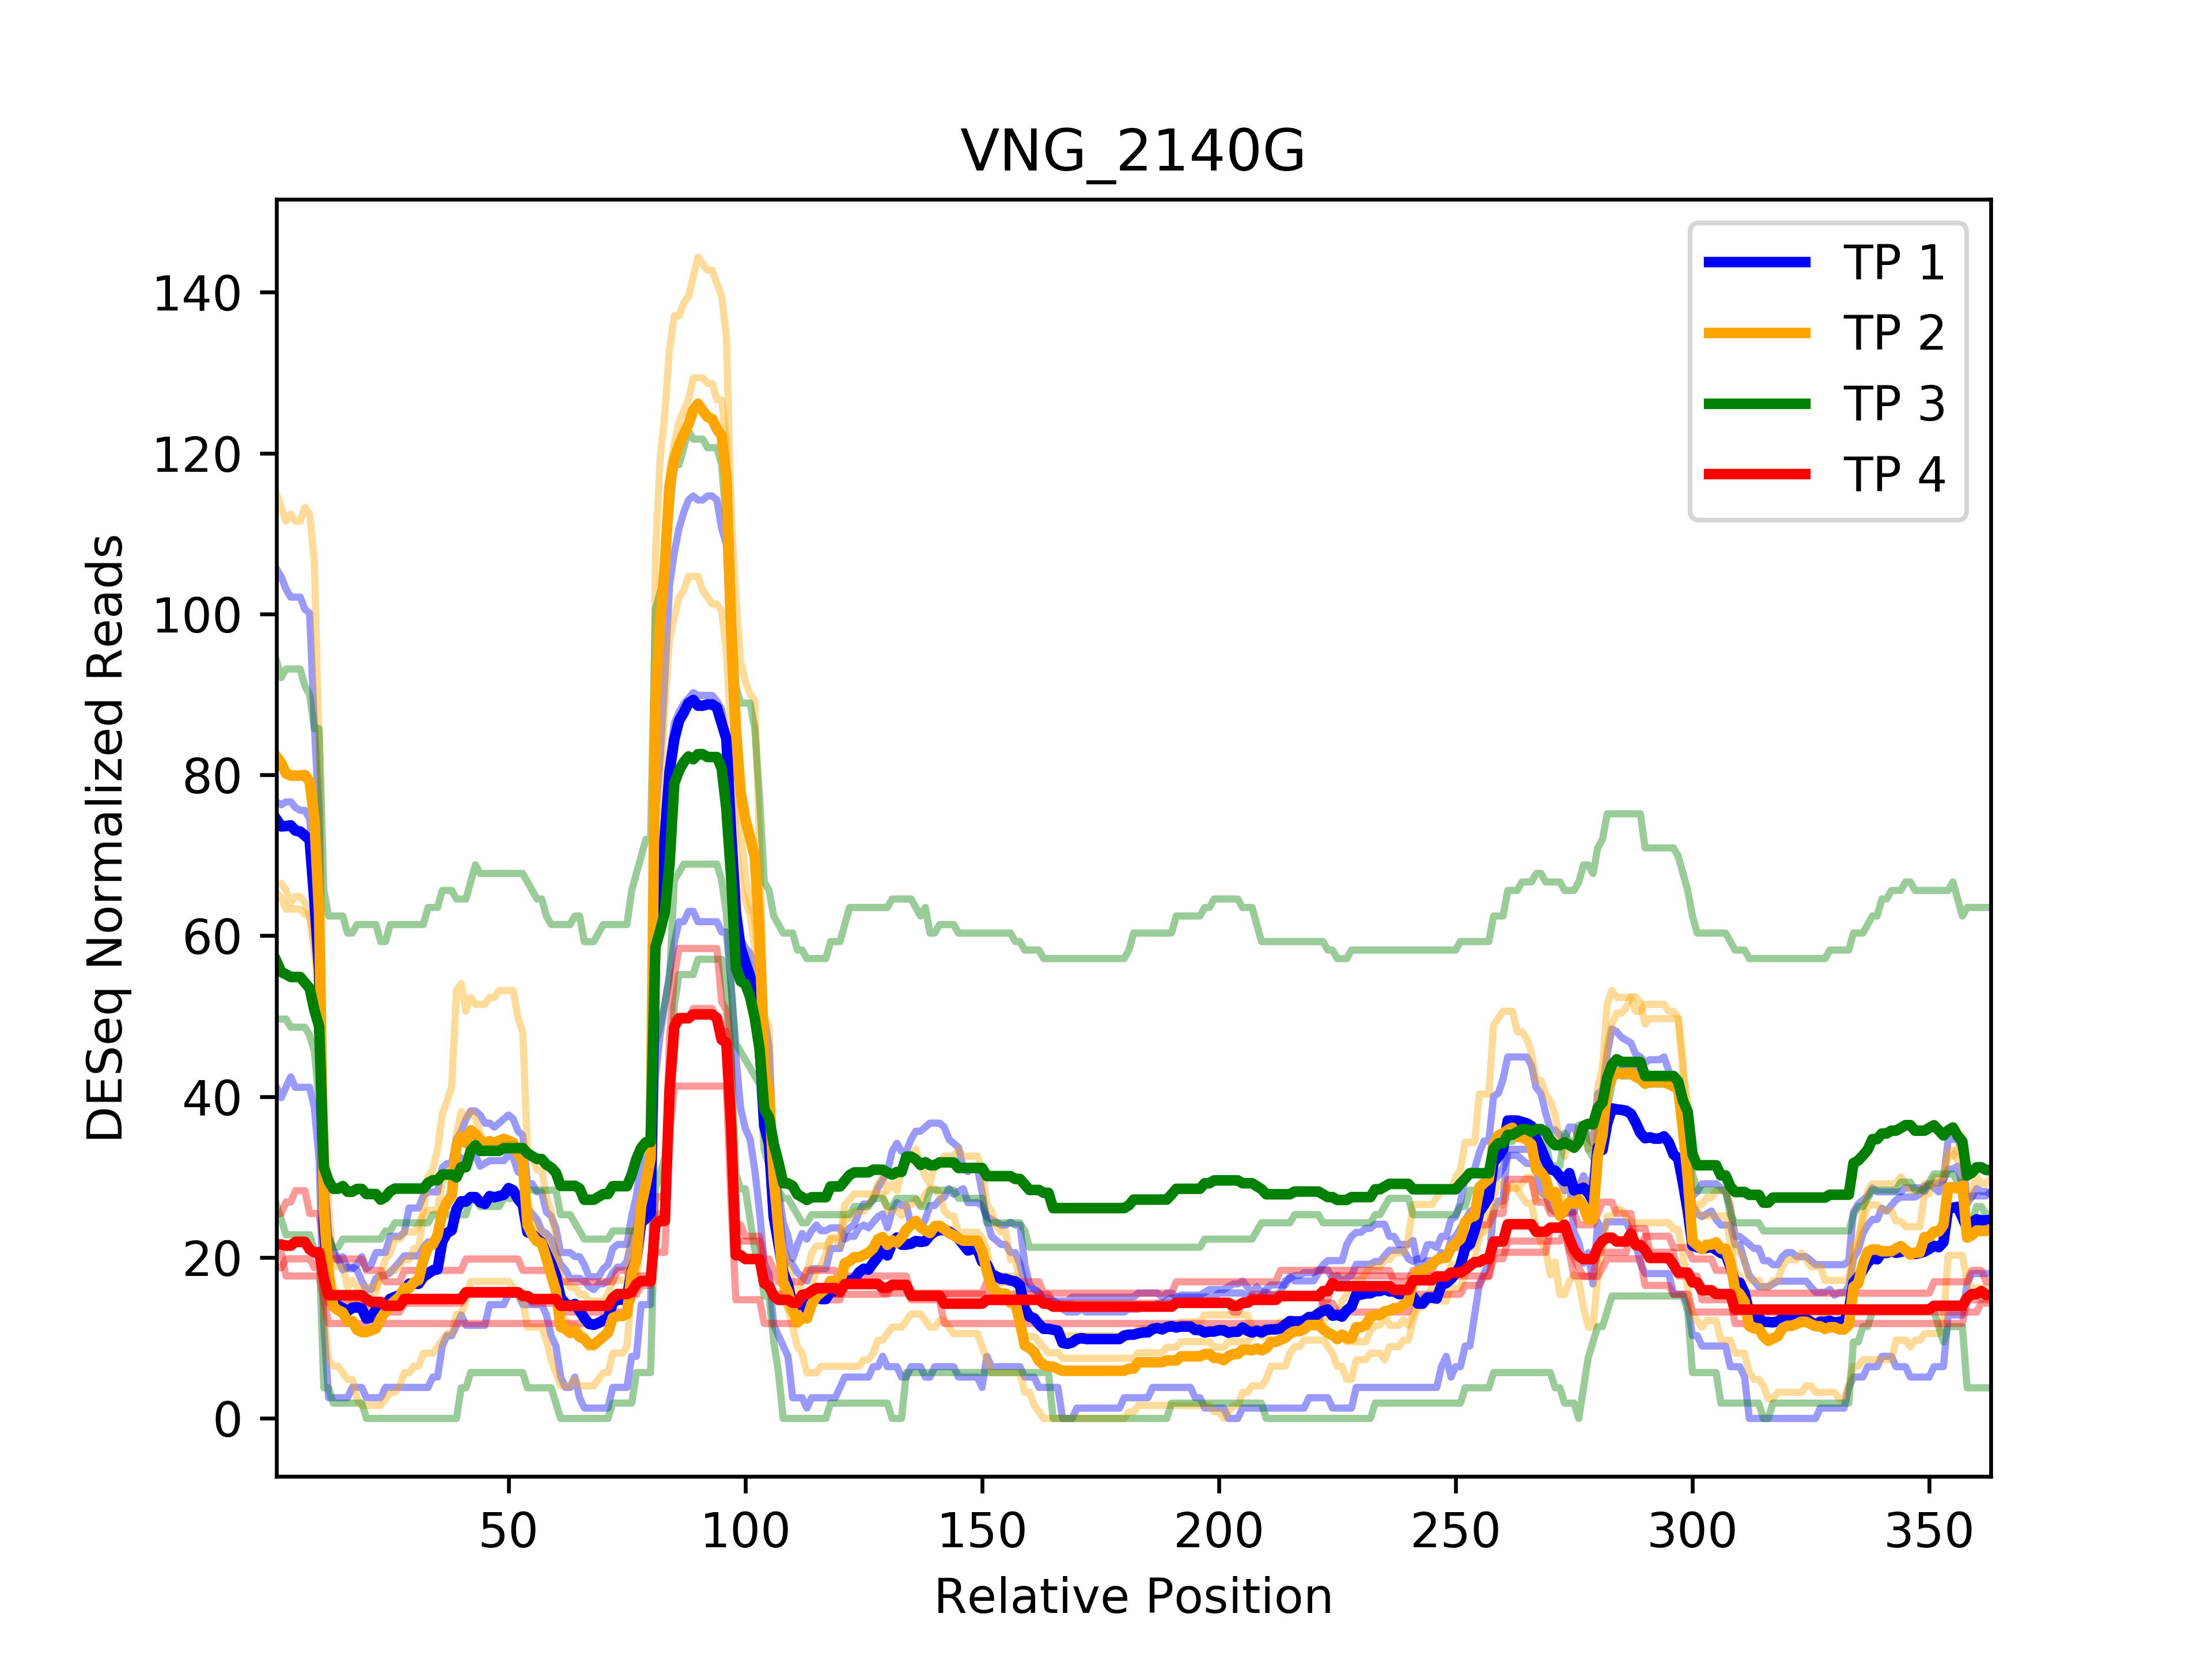 VNG_2140G
TP 1
TP 2
TP 3
TP 4
DESeq Normalized Reads
140
120
100
80
60
40
20
0
50 100 150 200 250 300 350
Relative Position